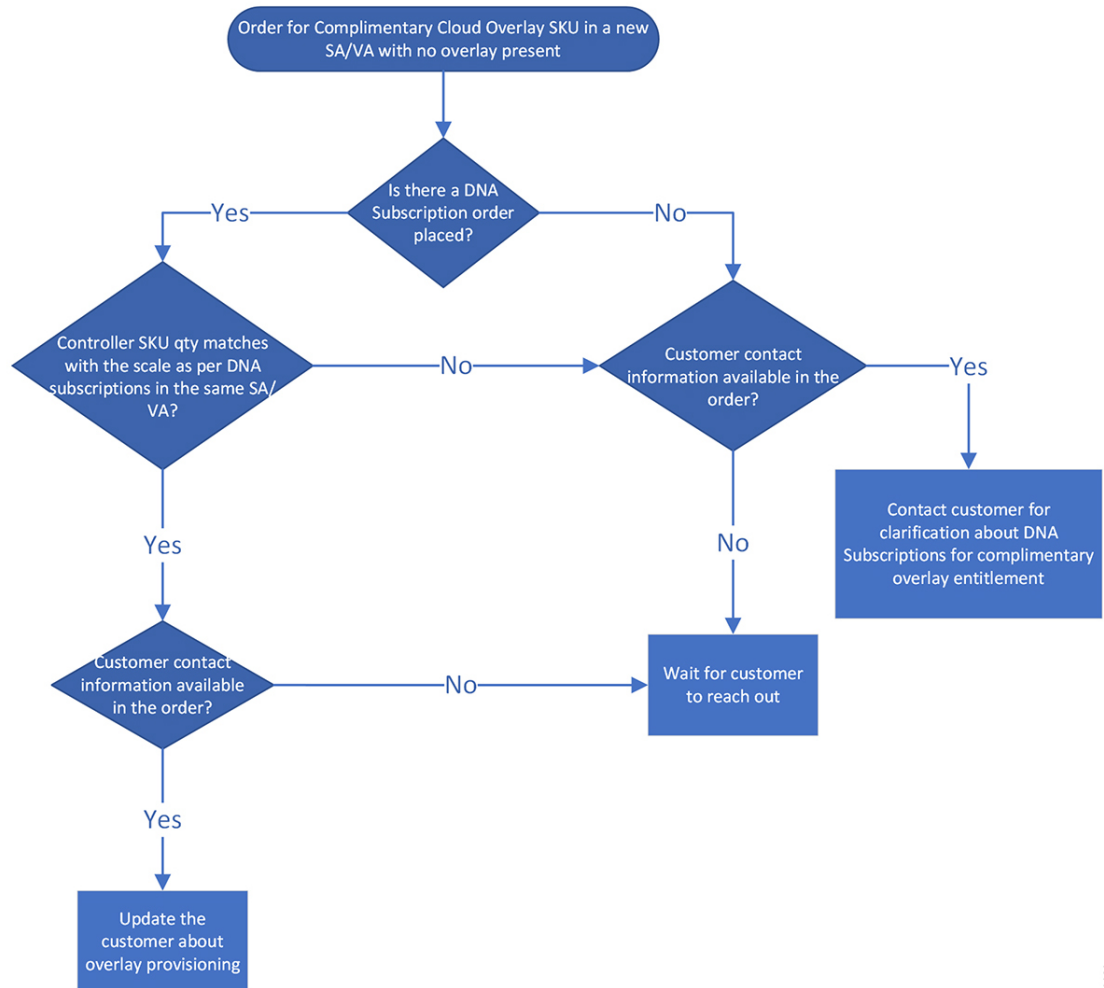 Order for Complimentary Cloud Overlay SKU in a new
SA/VA with no overlay present
Is there a DNA
Subscription order
placed?
Yes
No
Controller SKU qty matches
with the scale as per DNA
subscriptions in the same SA/
VA?
No
Customer contact
information available in the
order?
Yes
Contact customer for
clarification about DNA
Subscriptions for complimentary
overlay entitlement
Yes
No
Customer contact
information available
in the order?
No
Wait for customer
to reach out
Yes
Update the
customer about
overlay provisioning